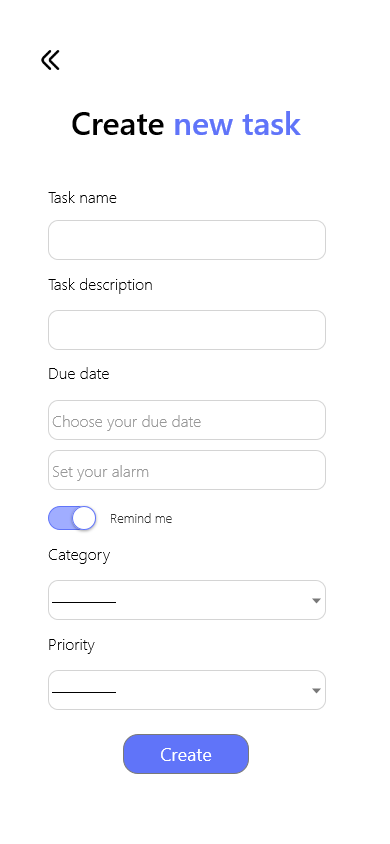 Create new task
Task name
Task description
Due date
Choose your due date
Set your alarm
Remind me
Category
Priority
Create